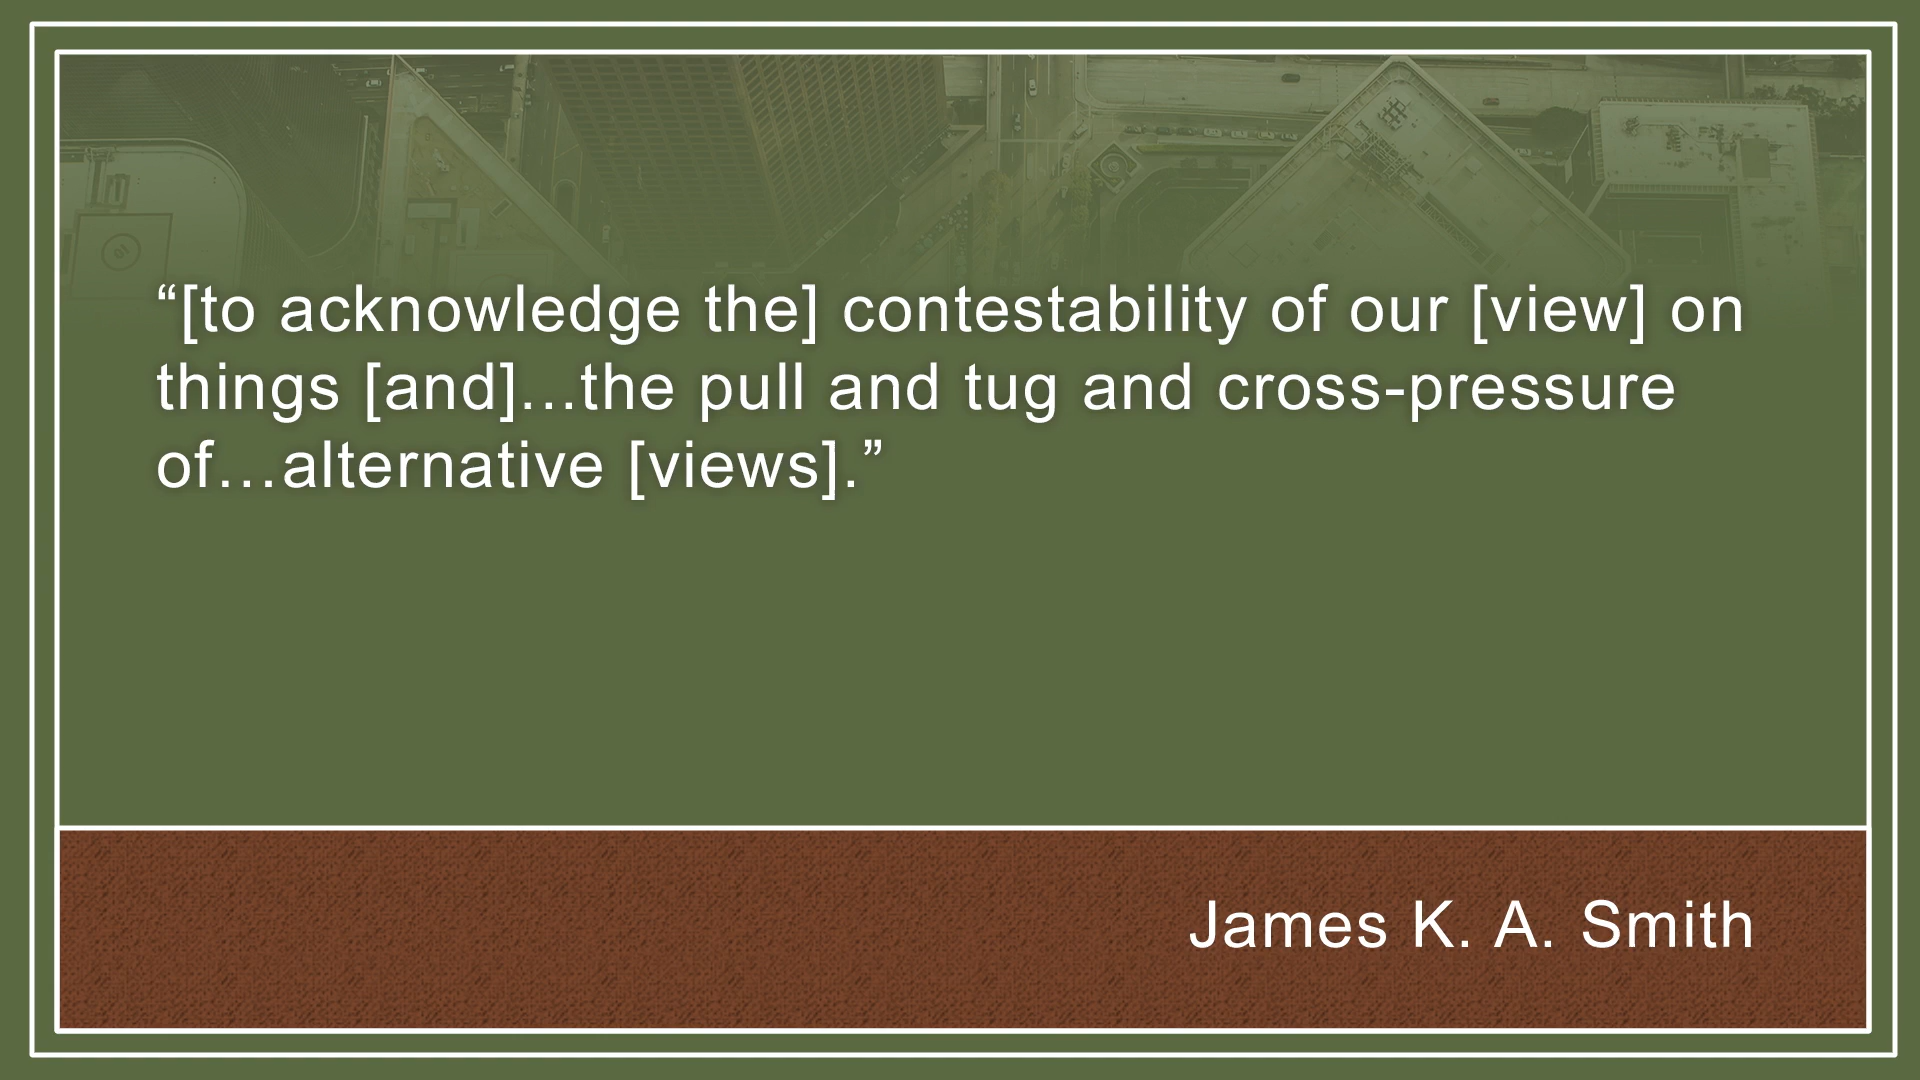 “[to acknowledge the] contestability of our [view] on
things [and]…the pull and tug and cross-pressure
of…alternative [views].”
James K. A. Smith